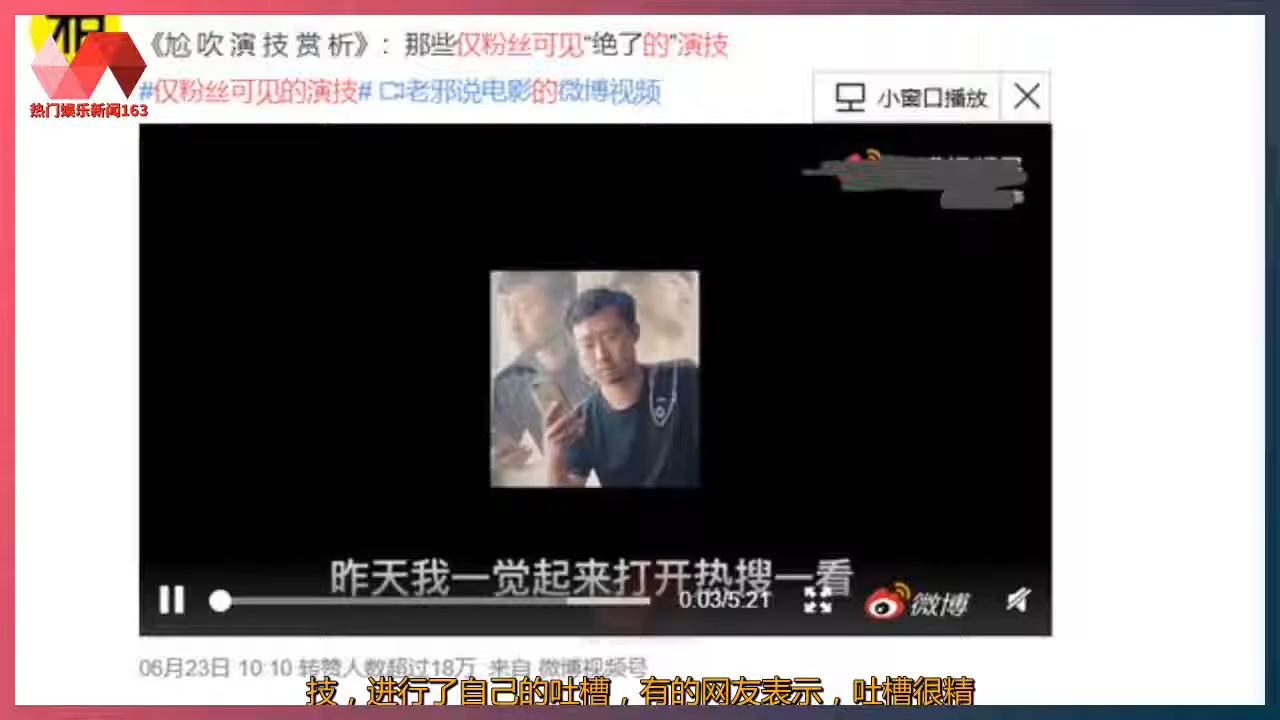 《尬吹演技赏析》：那些仅粉丝可见“绝了的”演技
#仅粉丝可见的演技# 老邪说电影的微博视频
热门娱乐新闻163
小窗口播放
昨天我一觉起来打开热搜一看
0:03/5:21
微博
06月23日 10:10 转赞人数超过18万 来自 微博视频号
技，进行了自己的吐槽，有的网友表示，吐槽很精